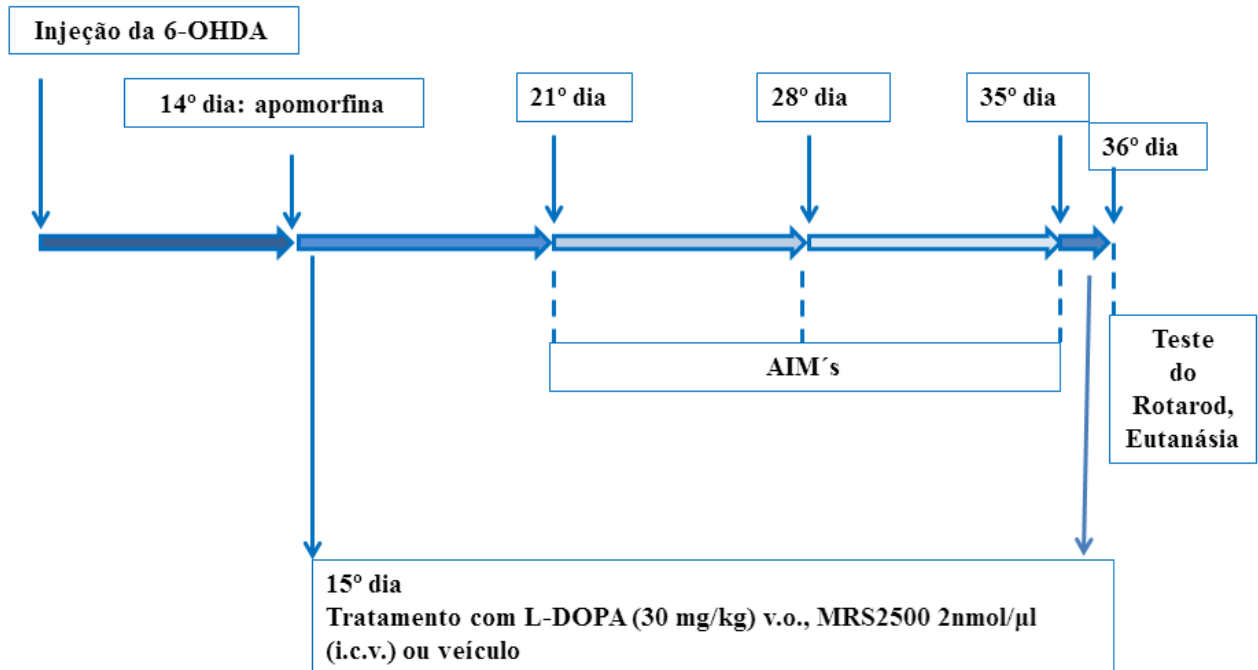 Injeção da 6-OHDA
14º dia: apomorfina
21º dia
28º dia
35º dia
36º dia
AIM´s
Teste
do
Rotarod,
Eutanásia
15º dia
Tratamento com L-DOPA (30 mg/kg) v.o., MRS2500 2nmol/µl
(i.c.v.) ou veículo